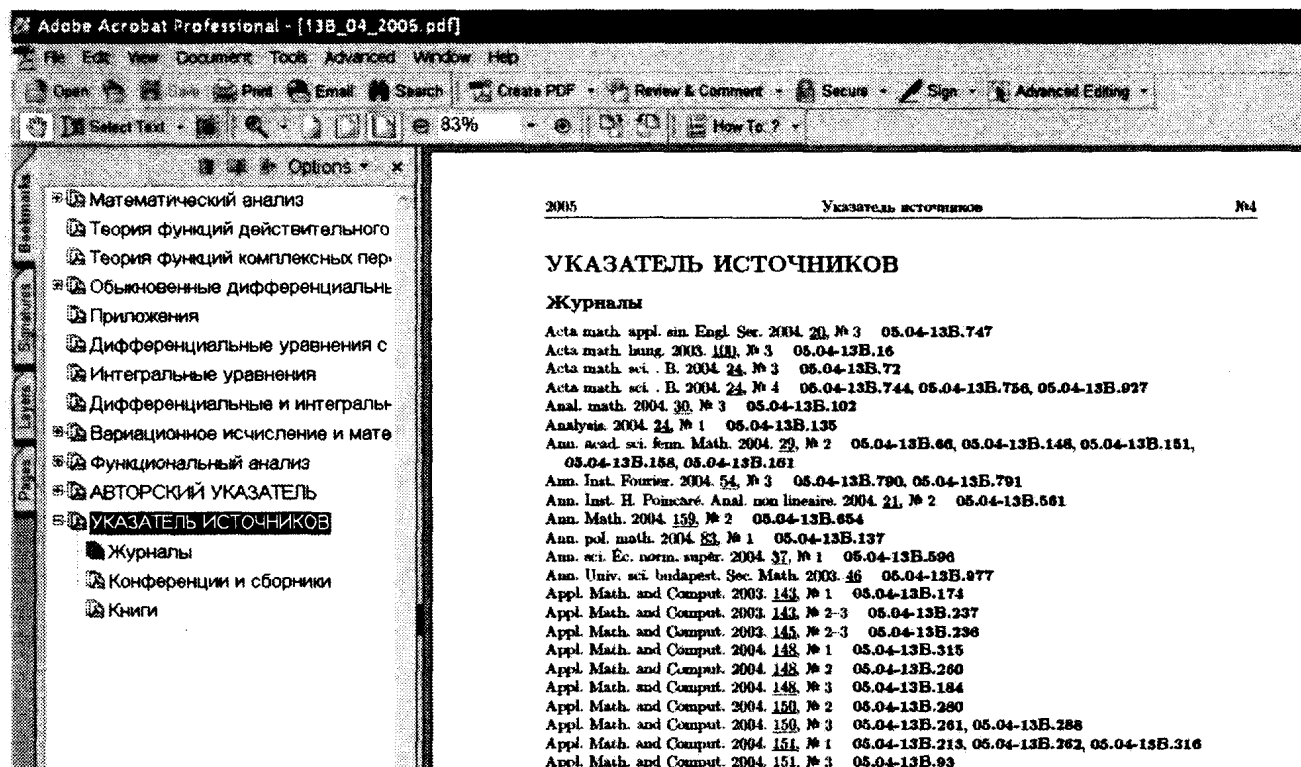 Adobe Acrobat Professional - [13B_04_2005.pdf]
File Edit View Document Tools Advanced Window Help
Open Save Print Email Search Create PDF Review & Comment Secure Sign Advanced Editing
Select Text 83% How To..?
Bookmarks
Signatures
Layers
Pages
Options
Математический анализ
Теория функций действительного
Теория функций комплексных пер
Обыкновенные дифференциальнь
Приложения
Дифференциальные уравнения с
Интегральные уравнения
Дифференциальные и интеграль
Вариационное исчисление и мате
Функциональный анализ
АВТОРСКИЙ УКАЗАТЕЛЬ
УКАЗАТЕЛЬ ИСТОЧНИКОВ
Журналы
Конференции и сборники
Книги
2005 Указатель источников №4
УКАЗАТЕЛЬ ИСТОЧНИКОВ
Журналы
Acta math. appl. sin. Engl. Ser. 2004. 20, № 3 05.04-13Б.747
Acta math. hung. 2003. 100, № 3 05.04-13Б.16
Acta math. sci. . B. 2004. 24, № 3 05.04-13Б.72
Acta math. sci. . B. 2004. 24, № 4 05.04-13Б.744, 05.04-13Б.756, 05.04-13Б.927
Anal. math. 2004. 30, № 3 05.04-13Б.102
Analysis. 2004. 24, № 1 05.04-13Б.135
Ann. acad. sci. fenn. Math. 2004. 29, № 2 05.04-13Б.66, 05.04-13Б.148, 05.04-13Б.151,
05.04-13Б.158, 05.04-13Б.161
Ann. Inst. Fourier. 2004. 54, № 3 05.04-13Б.790, 05.04-13Б.791
Ann. Inst. H. Poincaré. Anal. non lineaire. 2004. 21, № 2 05.04-13Б.561
Ann. Math. 2004. 159, № 2 05.04-13Б.654
Ann. pol. math. 2004. 83, № 1 05.04-13Б.137
Ann. sci. Éc. norm. supér. 2004. 37, № 1 05.04-13Б.596
Ann. Univ. sci. budapest. Sec. Math. 2003. 46 05.04-13Б.977
Appl. Math. and Comput. 2003. 143, № 1 05.04-13Б.174
Appl. Math. and Comput. 2003. 143, № 2-3 05.04-13Б.237
Appl. Math. and Comput. 2003. 145, № 2-3 05.04-13Б.236
Appl. Math. and Comput. 2004. 148, № 1 05.04-13Б.315
Appl. Math. and Comput. 2004. 148, № 2 05.04-13Б.260
Appl. Math. and Comput. 2004. 148, № 3 05.04-13Б.184
Appl. Math. and Comput. 2004. 150, № 2 05.04-13Б.280
Appl. Math. and Comput. 2004. 150, № 3 05.04-13Б.261, 05.04-13Б.288
Appl. Math. and Comput. 2004. 151, № 1 05.04-13Б.213, 05.04-13Б.262, 05.04-13Б.316
Appl. Math. and Comput. 2004. 151, № 3 05.04-13Б.93